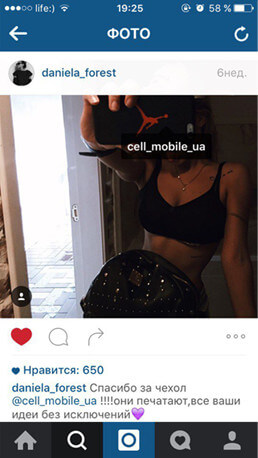 life:) 19:25 58 %
ФОТО
daniela_forest 6нед.
cell_mobile_ua
Нравится: 650
daniela_forest Спасибо за чехол
@cell_mobile_ua !!!!они печатают,все ваши
идеи без исключений💜